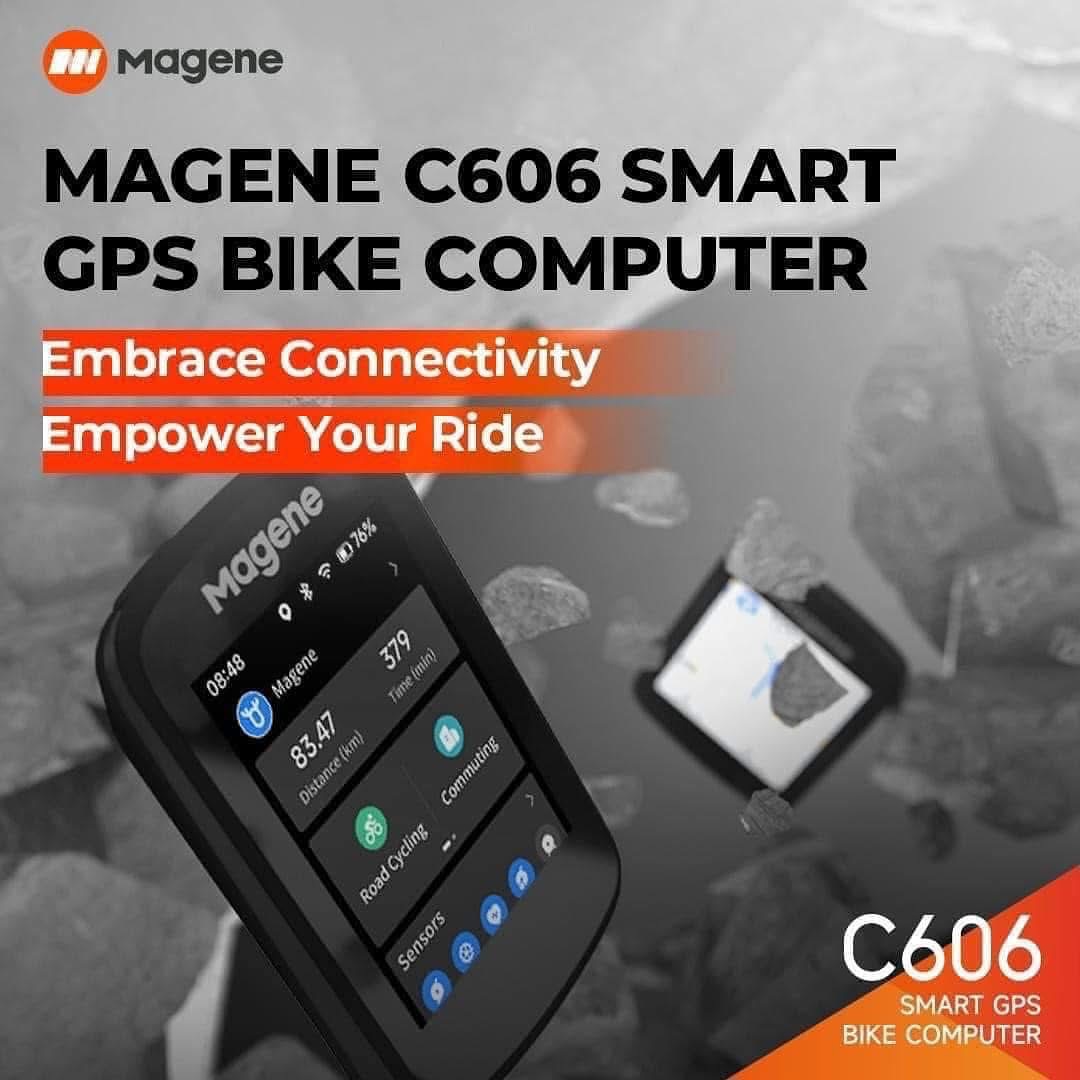 Magene
MAGENE C606 SMART
GPS BIKE COMPUTER
Embrace Connectivity
Empower Your Ride
Magene
08:48
76%
Magene
83.47
Distance (km)
379
Time (min)
Road Cycling
Commuting
Sensors
C606
SMART GPS
BIKE COMPUTER